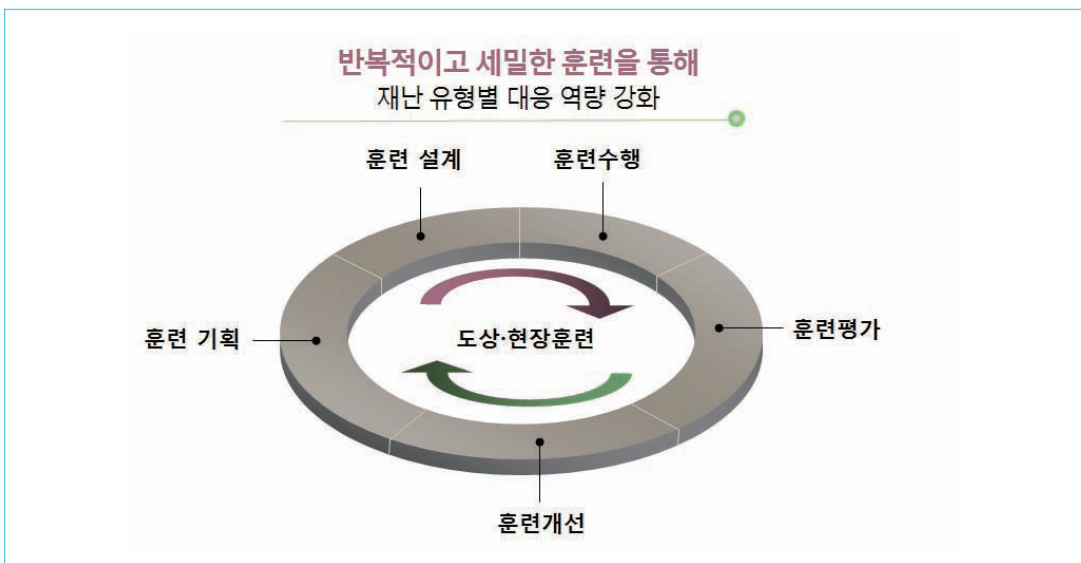 반복적이고 세밀한 훈련을 통해
재난 유형별 대응 역량 강화
훈련 설계
훈련수행
훈련 기획
도상·현장훈련
훈련평가
훈련개선